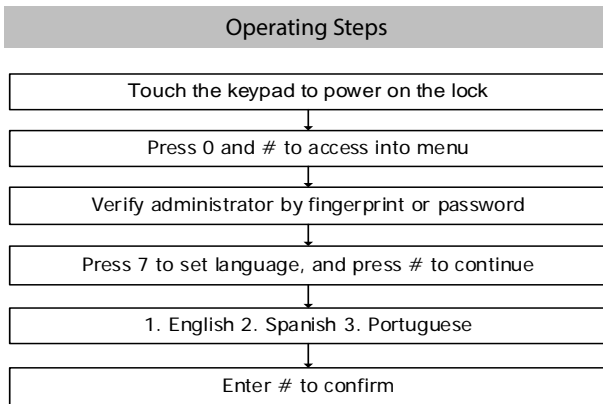 Operating Steps
Touch the keypad to power on the lock
Press 0 and # to access into menu
Verify administrator by fingerprint or password
Press 7 to set language, and press # to continue
1. English 2. Spanish 3. Portuguese
Enter # to confirm